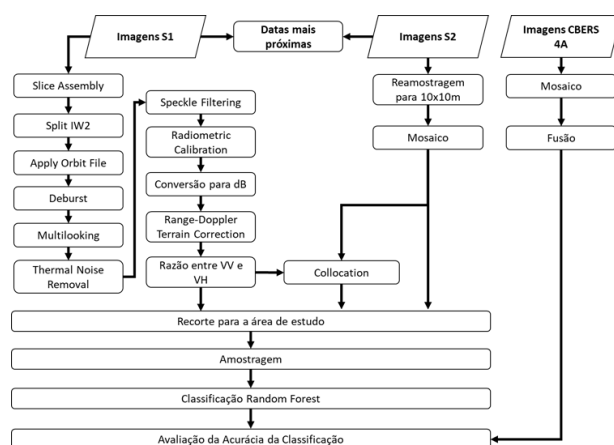 Imagens S1
Datas mais
próximas
Imagens S2
Imagens CBERS
4A
Slice Assembly
Split IW2
Apply Orbit File
Deburst
Multilooking
Thermal Noise
Removal
Speckle Filtering
Radiometric
Calibration
Conversão para dB
Range-Doppler
Terrain Correction
Razão entre VV e
VH
Reamostragem
para 10x10m
Mosaico
Collocation
Mosaico
Fusão
Recorte para a área de estudo
Amostragem
Classificação Random Forest
Avaliação da Acurácia da Classificação